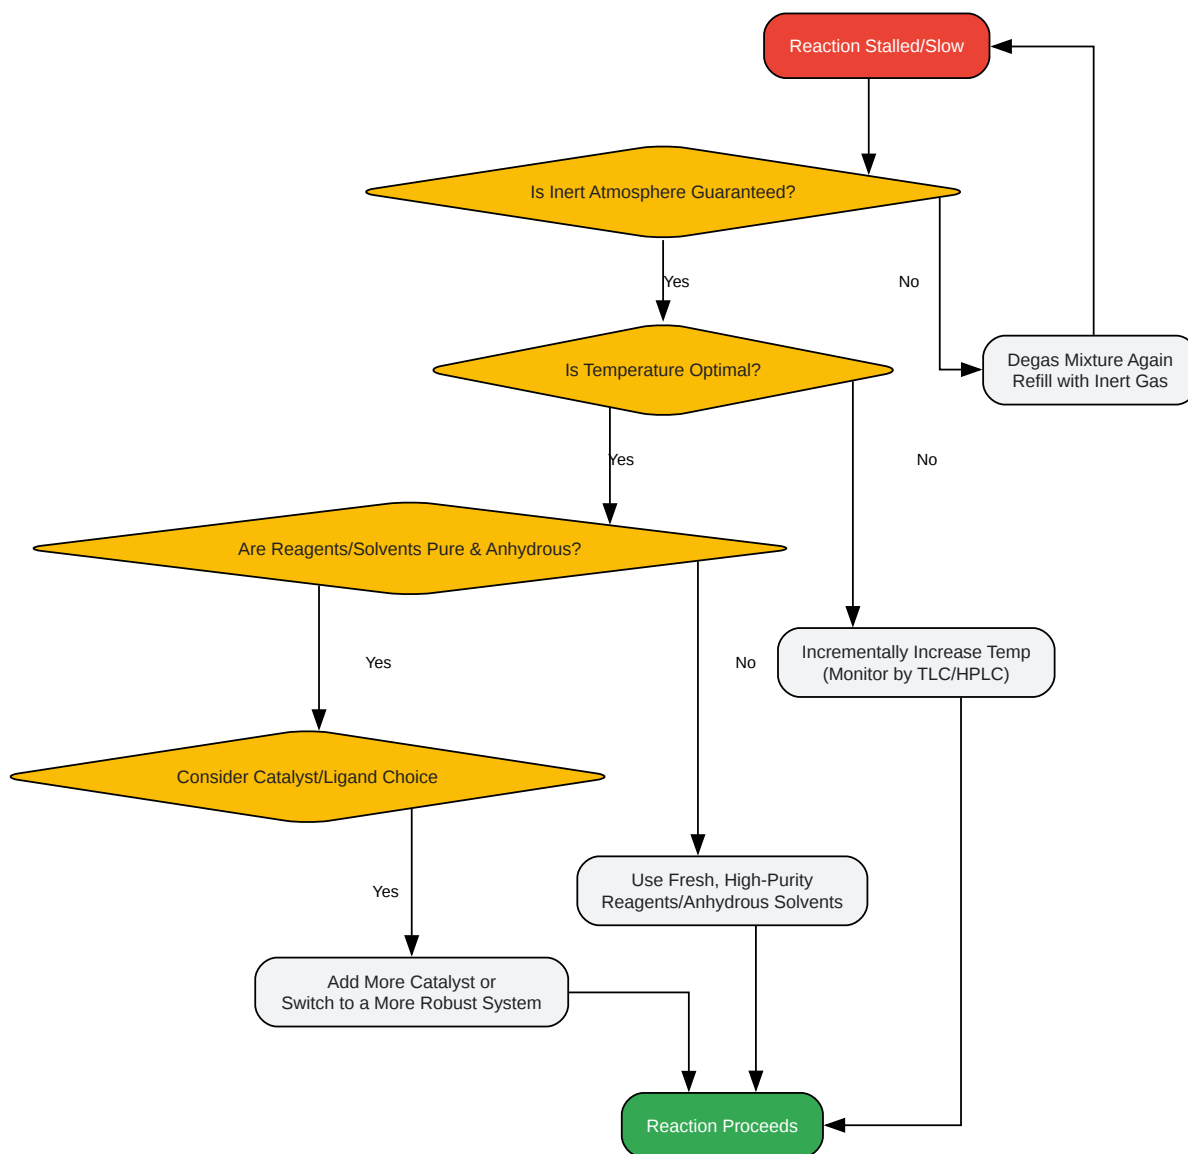 Reaction Stalled/Slow
Is Inert Atmosphere Guaranteed?
Yes
No
Is Temperature Optimal?
Degas Mixture Again
Refill with Inert Gas
Yes
No
Are Reagents/Solvents Pure & Anhydrous?
Yes
No
Incrementally Increase Temp
(Monitor by TLC/HPLC)
Consider Catalyst/Ligand Choice
Yes
Use Fresh, High-Purity
Reagents/Anhydrous Solvents
Add More Catalyst or
Switch to a More Robust System
Reaction Proceeds